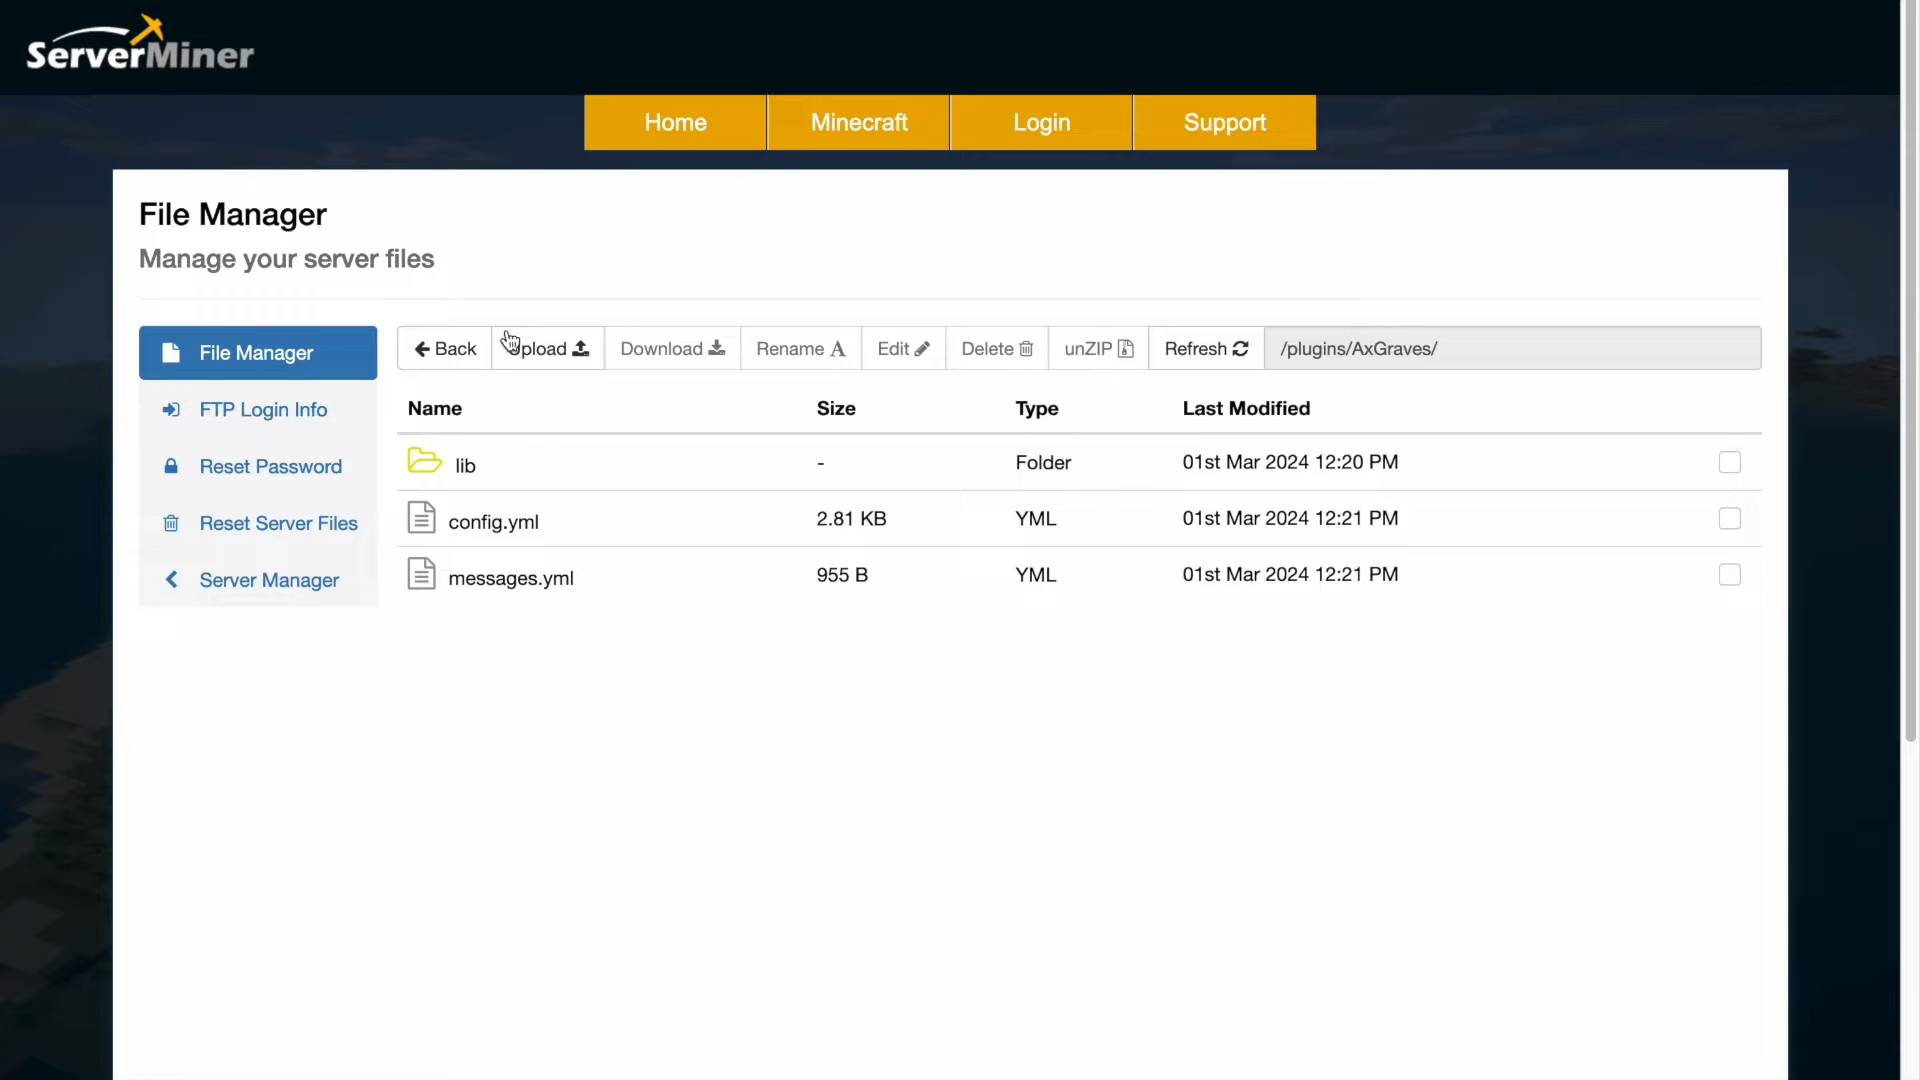 ServerMiner
Home Minecraft Login Support
File Manager
Manage your server files
File Manager
FTP Login Info
Reset Password
Reset Server Files
Server Manager
Back Upload Download Rename Edit Delete unZIP Refresh /plugins/AxGraves/
Name Size Type Last Modified
lib - Folder 01st Mar 2024 12:20 PM
config.yml 2.81 KB YML 01st Mar 2024 12:21 PM
messages.yml 955 B YML 01st Mar 2024 12:21 PM